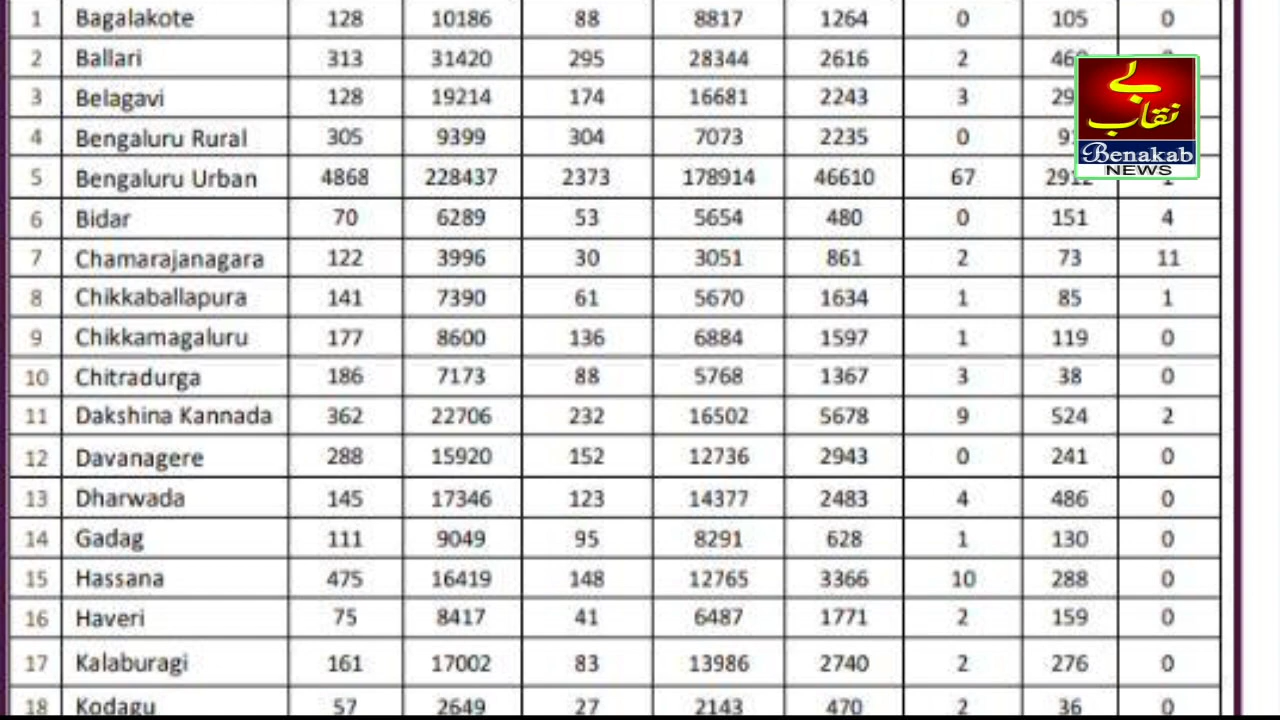 1 Bagalakote 128 10186 88 8817 1264 0 105 0
2 Ballari 313 31420 295 28344 2616 2
3 Belagavi 128 19214 174 16681 2243 3
4 Bengaluru Rural 305 9399 304 7073 2235 0
5 Bengaluru Urban 4868 228437 2373 178914 46610 67 2912 1
6 Bidar 70 6289 53 5654 480 0 151 4
7 Chamarajanagara 122 3996 30 3051 861 2 73 11
8 Chikkaballapura 141 7390 61 5670 1634 1 85 1
9 Chikkamagaluru 177 8600 136 6884 1597 1 119 0
10 Chitradurga 186 7173 88 5768 1367 3 38 0
11 Dakshina Kannada 362 22706 232 16502 5678 9 524 2
12 Davanagere 288 15920 152 12736 2943 0 241 0
13 Dharwada 145 17346 123 14377 2483 4 486 0
14 Gadag 111 9049 95 8291 628 1 130 0
15 Hassana 475 16419 148 12765 3366 10 288 0
16 Haveri 75 8417 41 6487 1771 2 159 0
17 Kalaburagi 161 17002 83 13986 2740 2 276 0
18 Kodagu 57 2649 27 2143 470 2 36 0
بے
نقاب
Benakab
NEWS